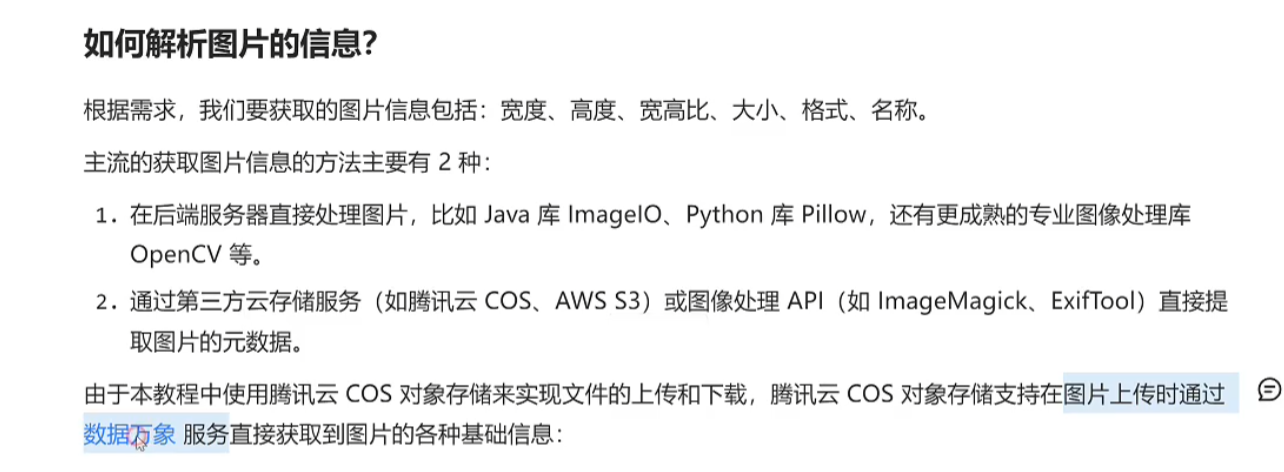 如何解析图片的信息？
根据需求，我们要获取的图片信息包括：宽度、高度、宽高比、大小、格式、名称。
主流的获取图片信息的方法主要有 2 种：
1. 在后端服务器直接处理图片，比如 Java 库 ImageIO、Python 库 Pillow，还有更成熟的专业图像处理库
OpenCV 等。
2. 通过第三方云存储服务（如腾讯云 COS、AWS S3）或图像处理 API（如 ImageMagick、ExifTool）直接提
取图片的元数据。
由于本教程中使用腾讯云 COS 对象存储来实现文件的上传和下载，腾讯云 COS 对象存储支持在图片上传时通过
数据万象 服务直接获取到图片的各种基础信息：